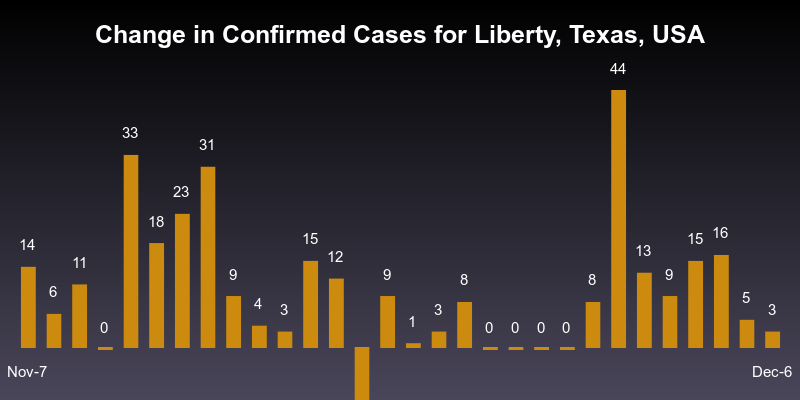 Change in Confirmed Cases for Liberty, Texas, USA
14 6 11 0 33 18 23 31 9 4 3 15 12 9 1 3 8 0 0 0 0 8 44 13 9 15 16 5 3
Nov-7 Dec-6